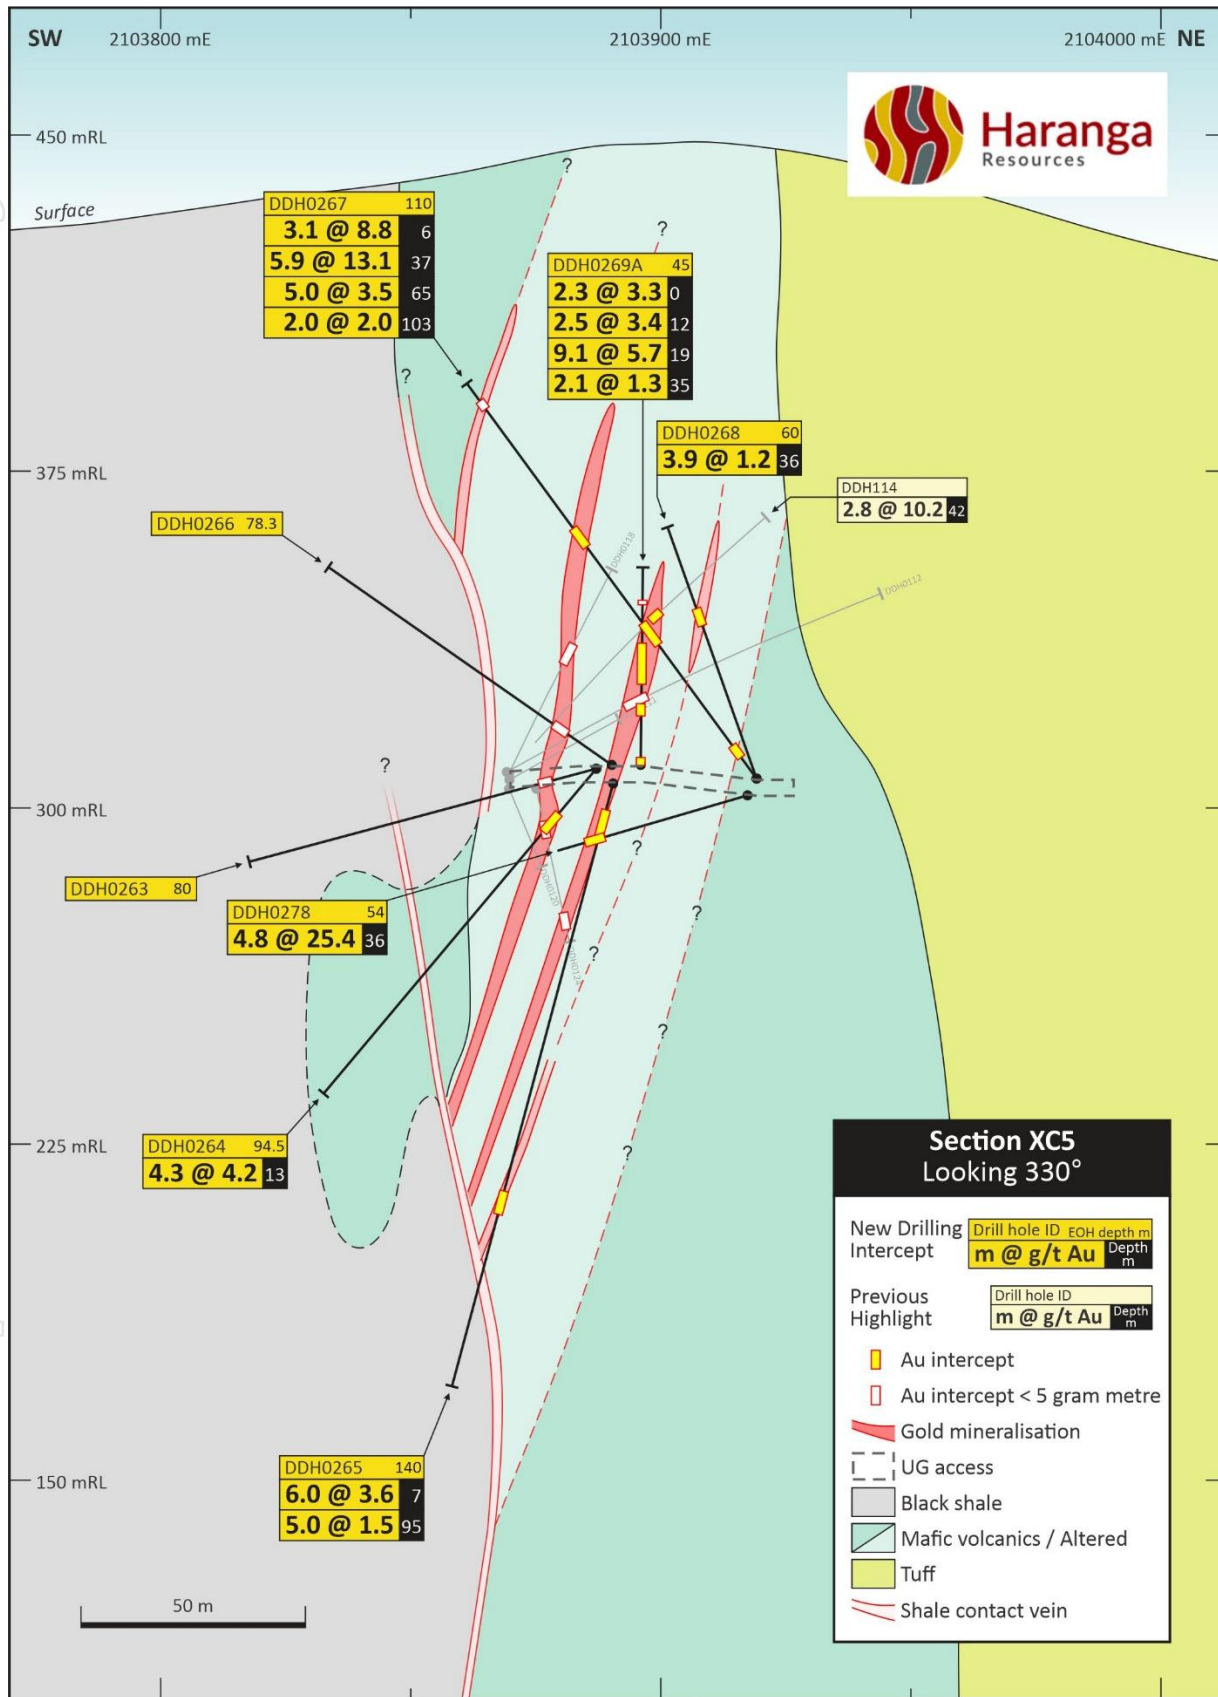 SW
2103800 mE
2103900 mE
2104000 mE NE
Haranga
Resources
450 mRL
Surface
?
?
?
DDH0267 110
3.1 @ 8.8 6
5.9 @ 13.1 37
5.0 @ 3.5 65
2.0 @ 2.0 103
DDH0269A 45
2.3 @ 3.3 0
2.5 @ 3.4 12
9.1 @ 5.7 19
2.1 @ 1.3 35
DDH0268 60
3.9 @ 1.2 36
375 mRL
DDH114
2.8 @ 10.2 42
DDH0266 78.3
DDH0118
DDH0112
?
300 mRL
?
DDH0263 80
DDH0120
DDH0278 54
4.8 @ 25.4 36
?
?
?
?
225 mRL
DDH0264 94.5
4.3 @ 4.2 13
150 mRL
DDH0265 140
6.0 @ 3.6 7
5.0 @ 1.5 95
50 m
Section XC5
Looking 330°
New Drilling
Intercept
Drill hole ID EOH depth m
m @ g/t Au Depth
m
Previous
Highlight
Drill hole ID
m @ g/t Au Depth
m
Au intercept
Au intercept < 5 gram metre
Gold mineralisation
UG access
Black shale
Mafic volcanics / Altered
Tuff
Shale contact vein